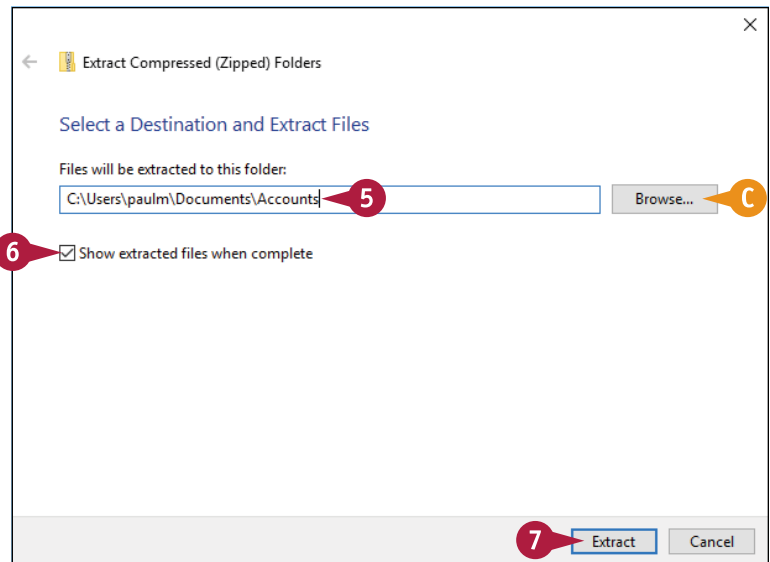 Extract Compressed (Zipped) Folders
Select a Destination and Extract Files
Files will be extracted to this folder:
C:\Users\paulm\Documents\Accounts 5 Browse... C
6 Show extracted files when complete
7 Extract Cancel